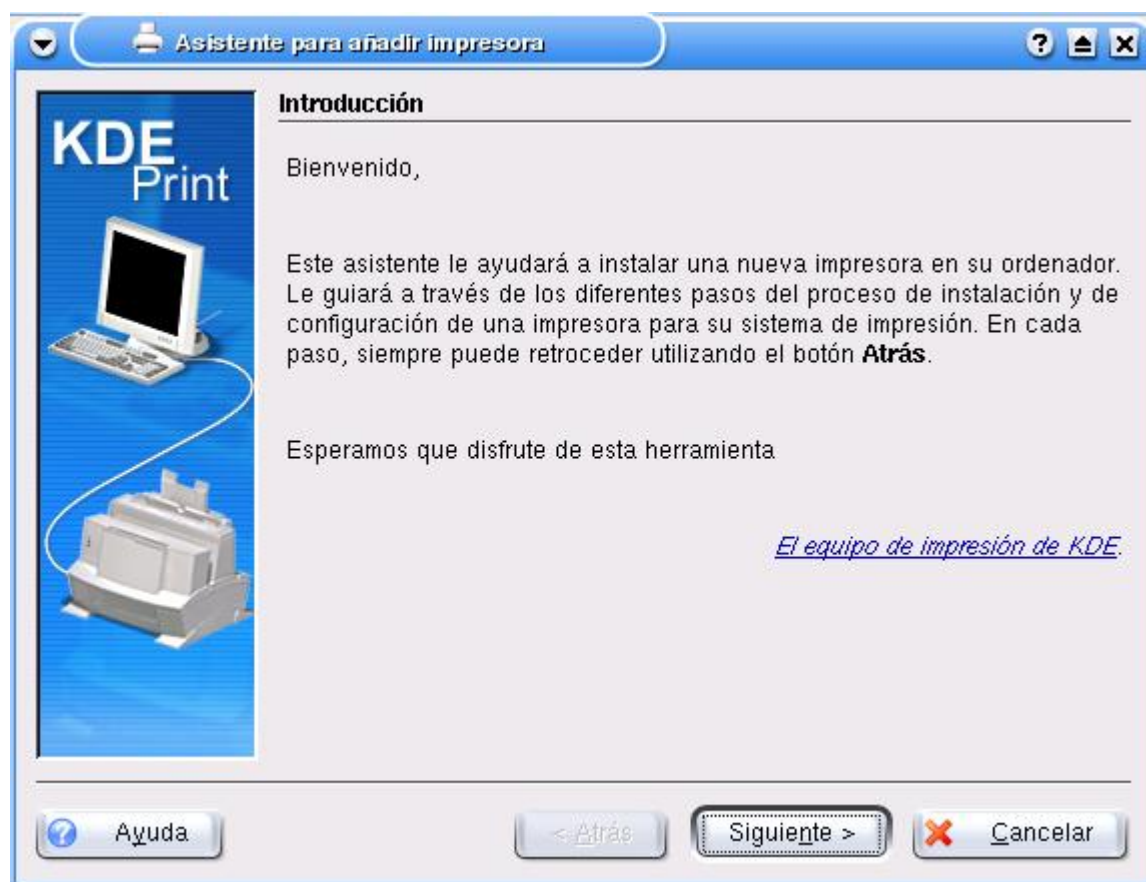 Asistente para añadir impresora
KDE
Print
Introducción
Bienvenido,
Este asistente le ayudará a instalar una nueva impresora en su ordenador.
Le guiará a través de los diferentes pasos del proceso de instalación y de
configuración de una impresora para su sistema de impresión. En cada
paso, siempre puede retroceder utilizando el botón Atrás.
Esperamos que disfrute de esta herramienta
El equipo de impresión de KDE.
Ayuda
< Atrás
Siguiente >
Cancelar